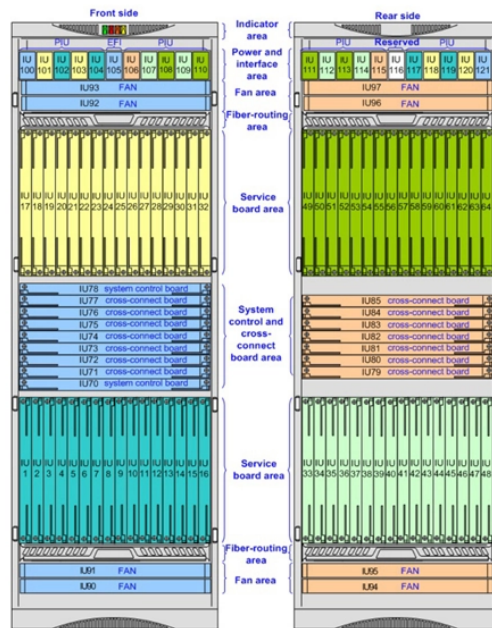 Front side
Rear side
Indicator area
PIU EFI PIU
IU 100 IU 101 IU 102 IU 103 IU 104 IU 105 IU 106 IU 107 IU 108 IU 109 IU 110
Power and interface area
PIU Reserved PIU
IU 111 IU 112 IU 113 IU 114 IU 115 IU 116 IU 117 IU 118 IU 119 IU 120 IU 121
IU93 FAN
IU92 FAN
Fan area
IU97 FAN
IU96 FAN
Fiber-routing area
IU 17 IU 18 IU 19 IU 20 IU 21 IU 22 IU 23 IU 24 IU 25 IU 26 IU 27 IU 28 IU 29 IU 30 IU 31 IU 32
Service board area
IU 49 IU 50 IU 51 IU 52 IU 53 IU 54 IU 55 IU 56 IU 57 IU 58 IU 59 IU 60 IU 61 IU 62 IU 63 IU 64
IU78 system control board
IU77 cross-connect board
IU76 cross-connect board
IU75 cross-connect board
IU74 cross-connect board
IU73 cross-connect board
IU72 cross-connect board
IU71 cross-connect board
IU70 system control board
System control and cross-connect board area
IU85 cross-connect board
IU84 cross-connect board
IU83 cross-connect board
IU82 cross-connect board
IU81 cross-connect board
IU80 cross-connect board
IU79 cross-connect board
IU 1 IU 2 IU 3 IU 4 IU 5 IU 6 IU 7 IU 8 IU 9 IU 10 IU 11 IU 12 IU 13 IU 14 IU 15 IU 16
Service board area
IU 33 IU 34 IU 35 IU 36 IU 37 IU 38 IU 39 IU 40 IU 41 IU 42 IU 43 IU 44 IU 45 IU 46 IU 47 IU 48
Fiber-routing area
IU91 FAN
IU90 FAN
Fan area
IU95 FAN
IU94 FAN